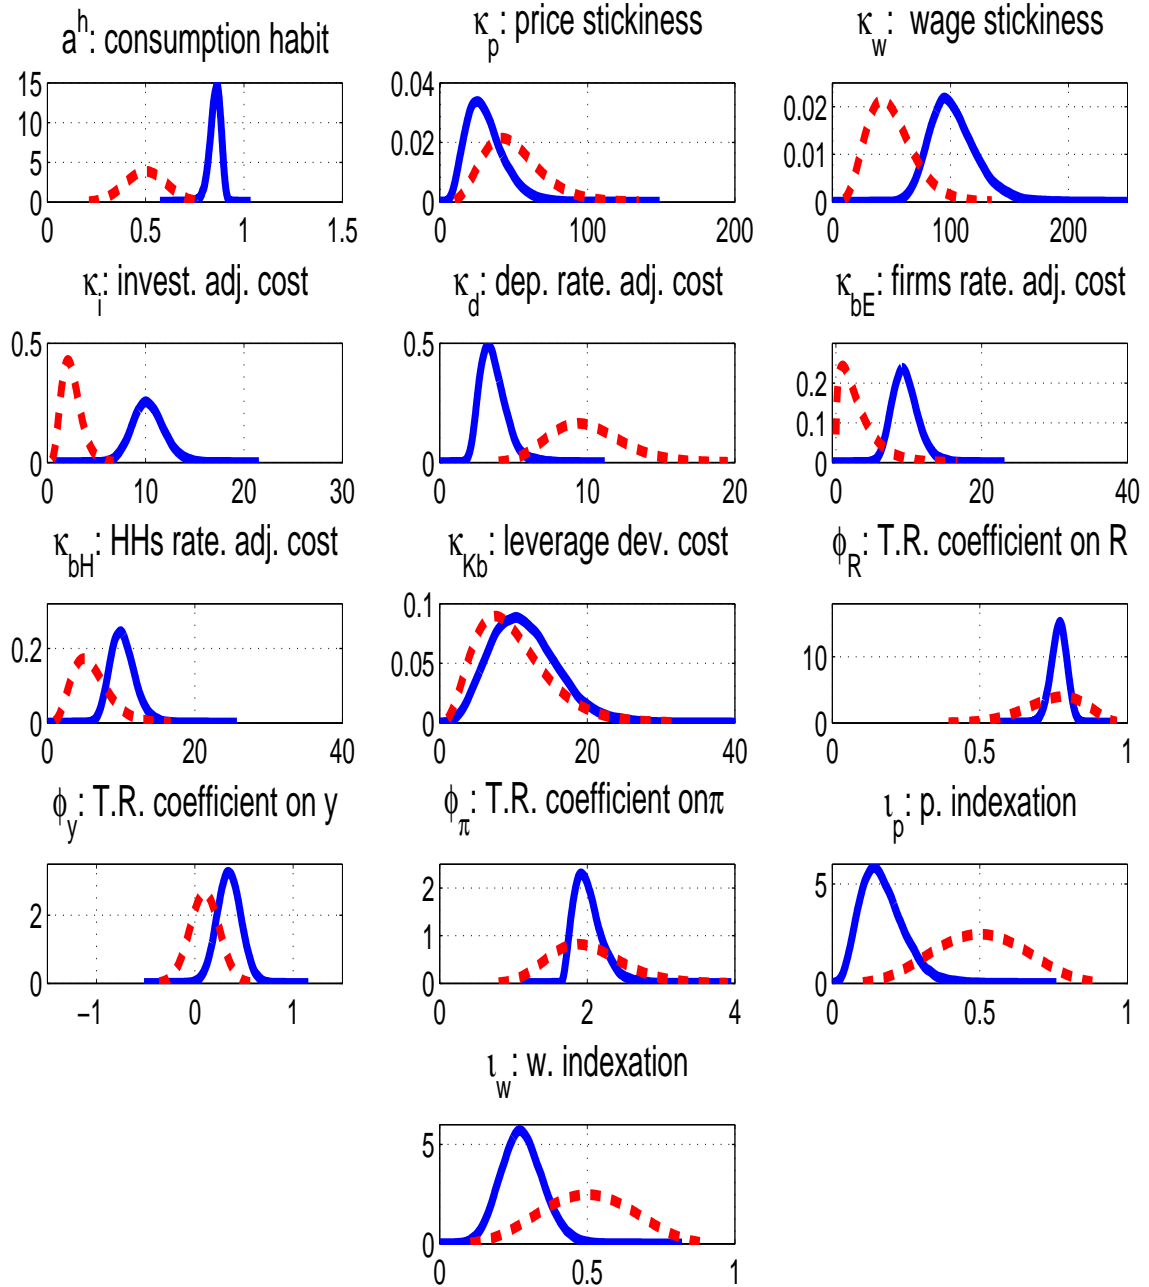 a^h: consumption habit
κ_p: price stickiness
κ_w: wage stickiness
15
10
5
0
0 0.5 1 1.5
0.04
0.02
0
0 100 200
0.02
0.01
0
0 100 200
κ_i: invest. adj. cost
κ_d: dep. rate. adj. cost
κ_bE: firms rate. adj. cost
0.5
0
0 10 20 30
0.5
0
0 10 20
0.2
0.1
0
0 20 40
κ_bH: HHs rate. adj. cost
κ_Kb: leverage dev. cost
ϕ_R: T.R. coefficient on R
0.2
0
0 20 40
0.1
0.05
0
0 20 40
10
0
0 0.5 1
ϕ_y: T.R. coefficient on y
ϕ_π: T.R. coefficient onπ
ι_p: p. indexation
2
0
−1 0 1
2
1
0
0 2 4
5
0
0 0.5 1
ι_w: w. indexation
5
0
0 0.5 1